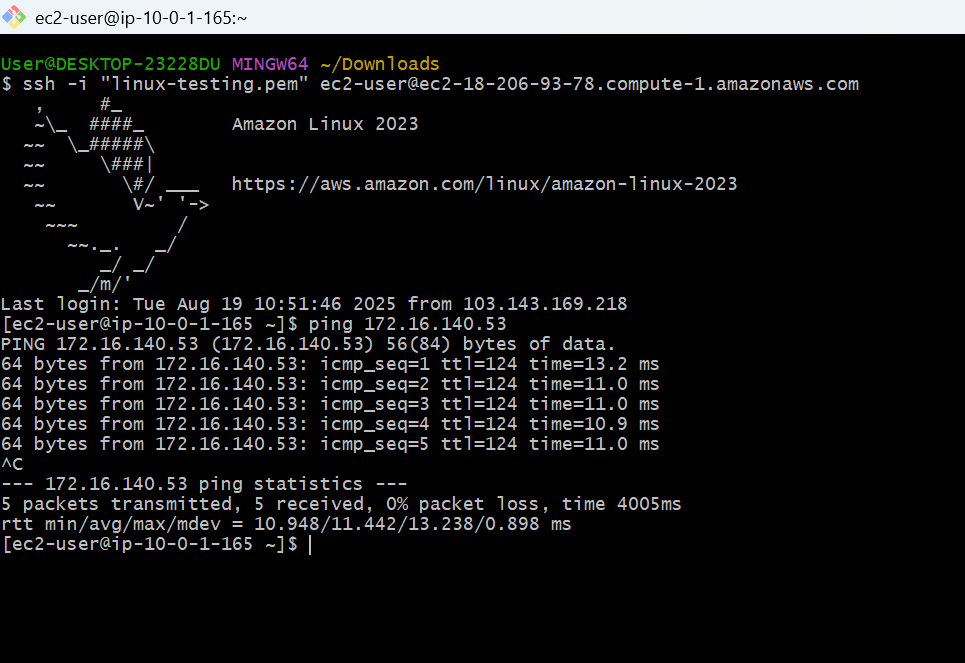 ec2-user@ip-10-0-1-165:~
User@DESKTOP-23228DU MINGW64 ~/Downloads
$ ssh -i "linux-testing.pem" ec2-user@ec2-18-206-93-78.compute-1.amazonaws.com
   ,     #_
   ~\_  ####_        Amazon Linux 2023
  ~~  \_#####\
  ~~     \###|
  ~~       \#/ ___   https://aws.amazon.com/linux/amazon-linux-2023
   ~~       V~' '->
    ~~~         /
      ~~._.   _/
         _/ _/
       _/m/'
Last login: Tue Aug 19 10:51:46 2025 from 103.143.169.218
[ec2-user@ip-10-0-1-165 ~]$ ping 172.16.140.53
PING 172.16.140.53 (172.16.140.53) 56(84) bytes of data.
64 bytes from 172.16.140.53: icmp_seq=1 ttl=124 time=13.2 ms
64 bytes from 172.16.140.53: icmp_seq=2 ttl=124 time=11.0 ms
64 bytes from 172.16.140.53: icmp_seq=3 ttl=124 time=11.0 ms
64 bytes from 172.16.140.53: icmp_seq=4 ttl=124 time=10.9 ms
64 bytes from 172.16.140.53: icmp_seq=5 ttl=124 time=11.0 ms
^C
--- 172.16.140.53 ping statistics ---
5 packets transmitted, 5 received, 0% packet loss, time 4005ms
rtt min/avg/max/mdev = 10.948/11.442/13.238/0.898 ms
[ec2-user@ip-10-0-1-165 ~]$